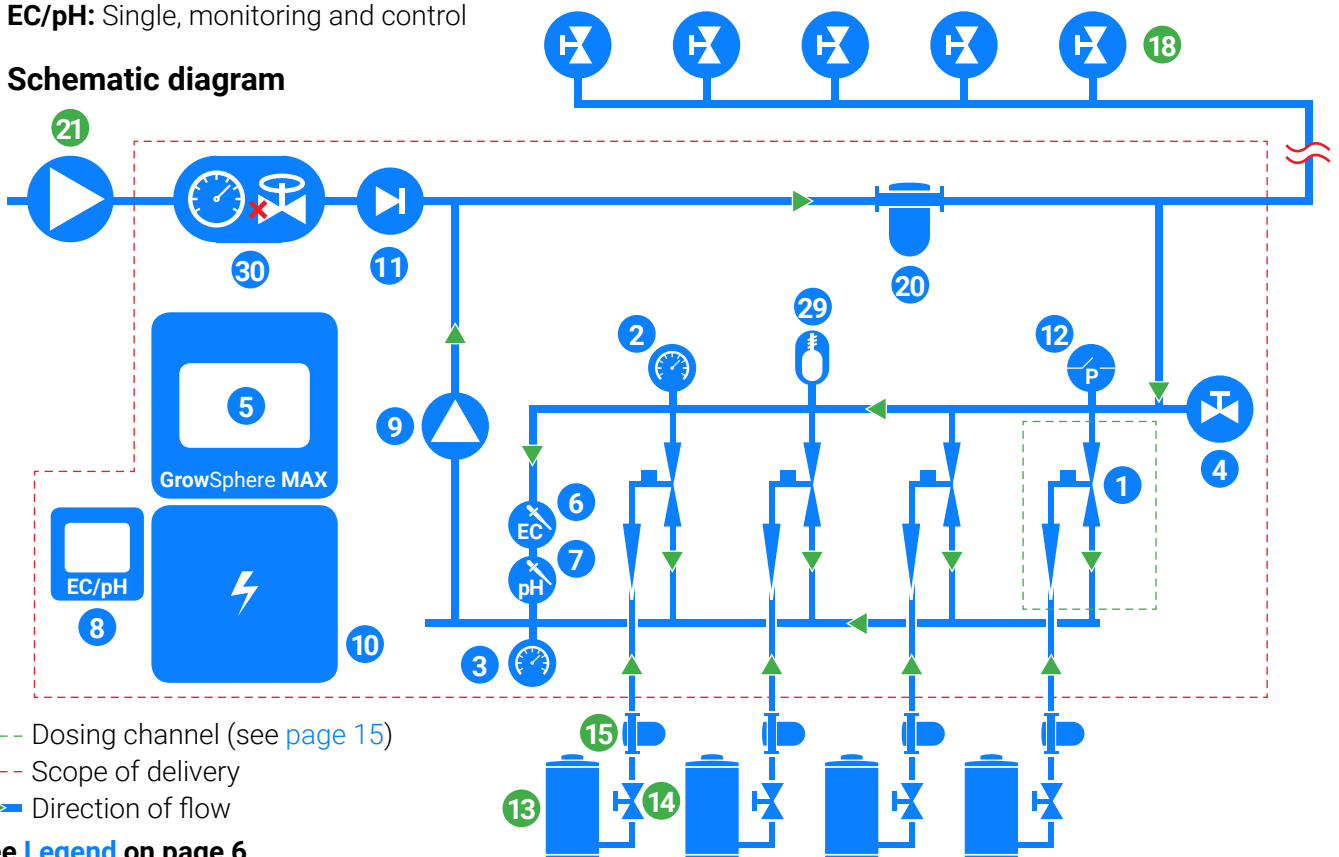 EC/pH: Single, monitoring and control
Schematic diagram
18
21
30
11
20
29
2
12
5
GrowSphere MAX
9
P
4
1
6
EC
7
pH
EC/pH
8
10
3
15
13
14
Dosing channel (see page 15)
Scope of delivery
Direction of flow
Legend on page 6